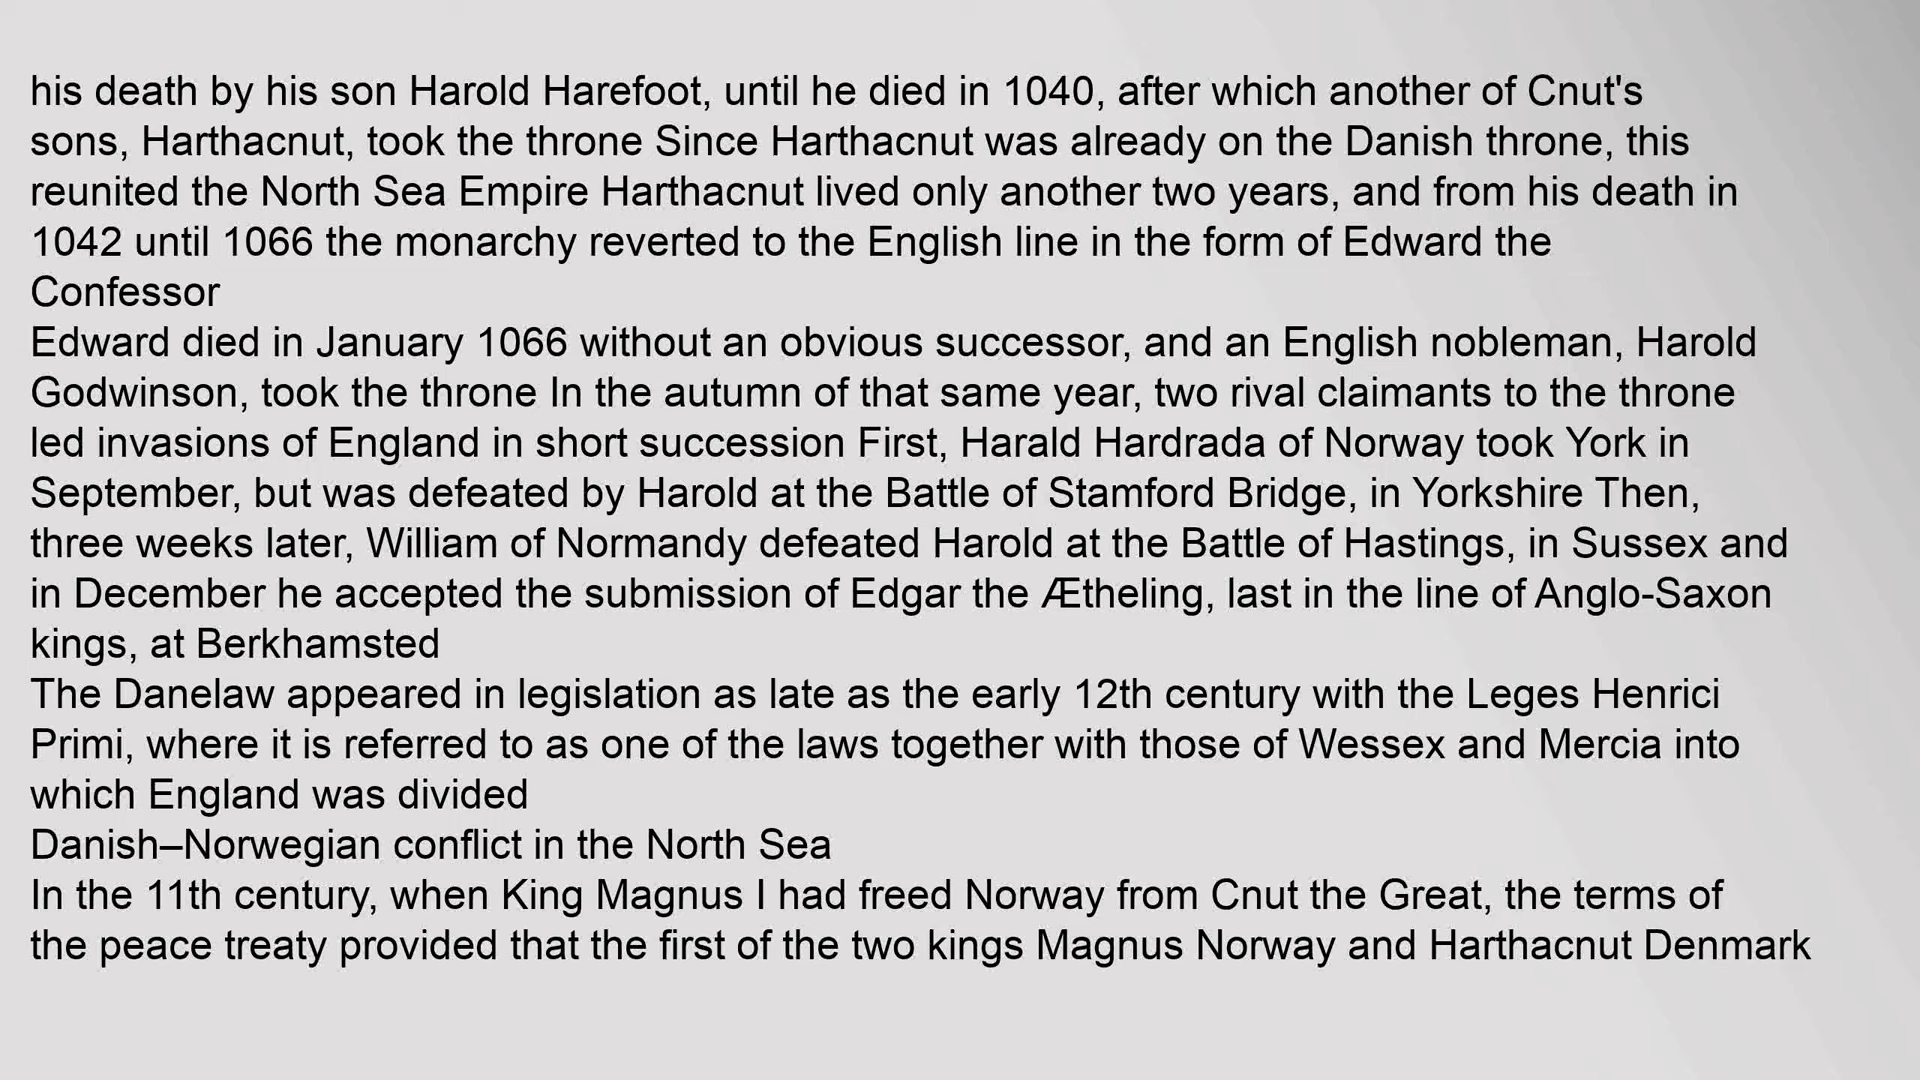 his death by his son Harold Harefoot, until he died in 1040, after which another of Cnut's
sons, Harthacnut, took the throne Since Harthacnut was already on the Danish throne, this
reunited the North Sea Empire Harthacnut lived only another two years, and from his death in
1042 until 1066 the monarchy reverted to the English line in the form of Edward the
Confessor
Edward died in January 1066 without an obvious successor, and an English nobleman, Harold
Godwinson, took the throne In the autumn of that same year, two rival claimants to the throne
led invasions of England in short succession First, Harald Hardrada of Norway took York in
September, but was defeated by Harold at the Battle of Stamford Bridge, in Yorkshire Then,
three weeks later, William of Normandy defeated Harold at the Battle of Hastings, in Sussex and
in December he accepted the submission of Edgar the Ætheling, last in the line of Anglo-Saxon
kings, at Berkhamsted
The Danelaw appeared in legislation as late as the early 12th century with the Leges Henrici
Primi, where it is referred to as one of the laws together with those of Wessex and Mercia into
which England was divided
Danish–Norwegian conflict in the North Sea
In the 11th century, when King Magnus I had freed Norway from Cnut the Great, the terms of
the peace treaty provided that the first of the two kings Magnus Norway and Harthacnut Denmark